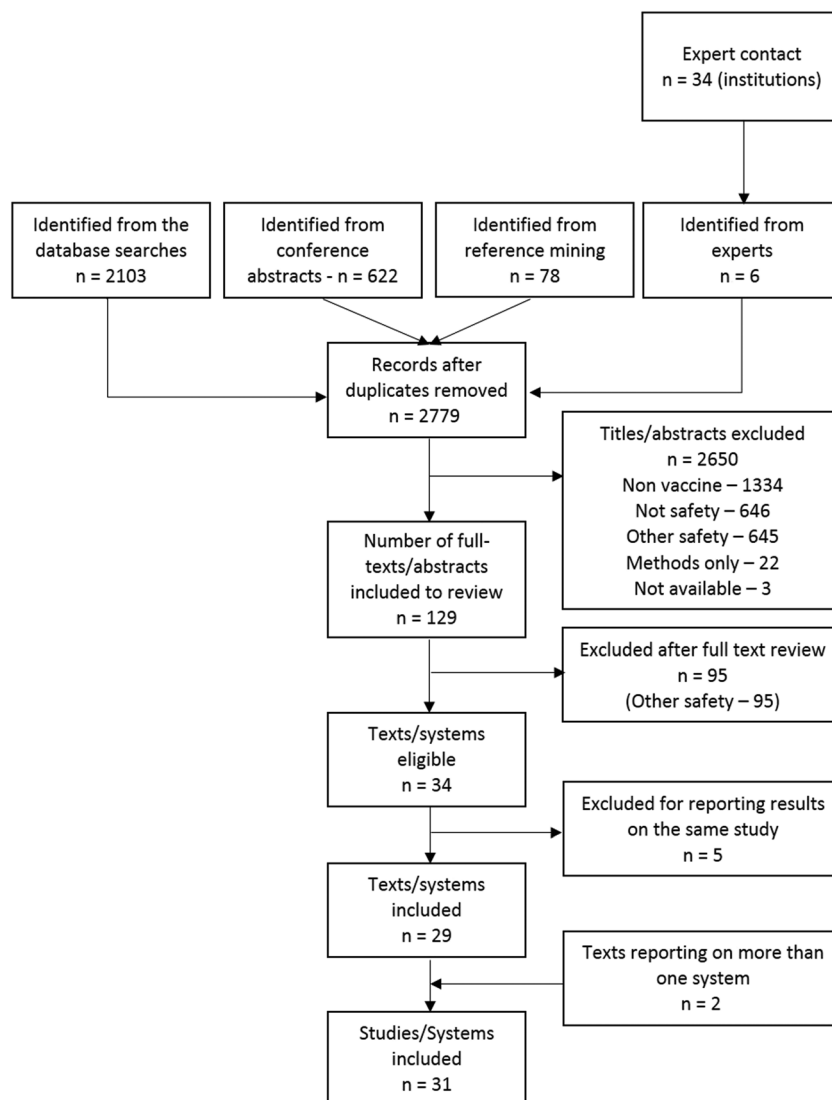 Expert contact
n = 34 (institutions)
Identified from the
database searches
n = 2103
Identified from
conference
abstracts - n = 622
Identified from
reference mining
n = 78
Identified from
experts
n = 6
Records after
duplicates removed
n = 2779
Titles/abstracts excluded
n = 2650
Non vaccine – 1334
Not safety – 646
Other safety – 645
Methods only – 22
Not available – 3
Number of full-
texts/abstracts
included to review
n = 129
Excluded after full text review
n = 95
(Other safety – 95)
Texts/systems
eligible
n = 34
Excluded for reporting results
on the same study
n = 5
Texts/systems
included
n = 29
Texts reporting on more than
one system
n = 2
Studies/Systems
included
n = 31